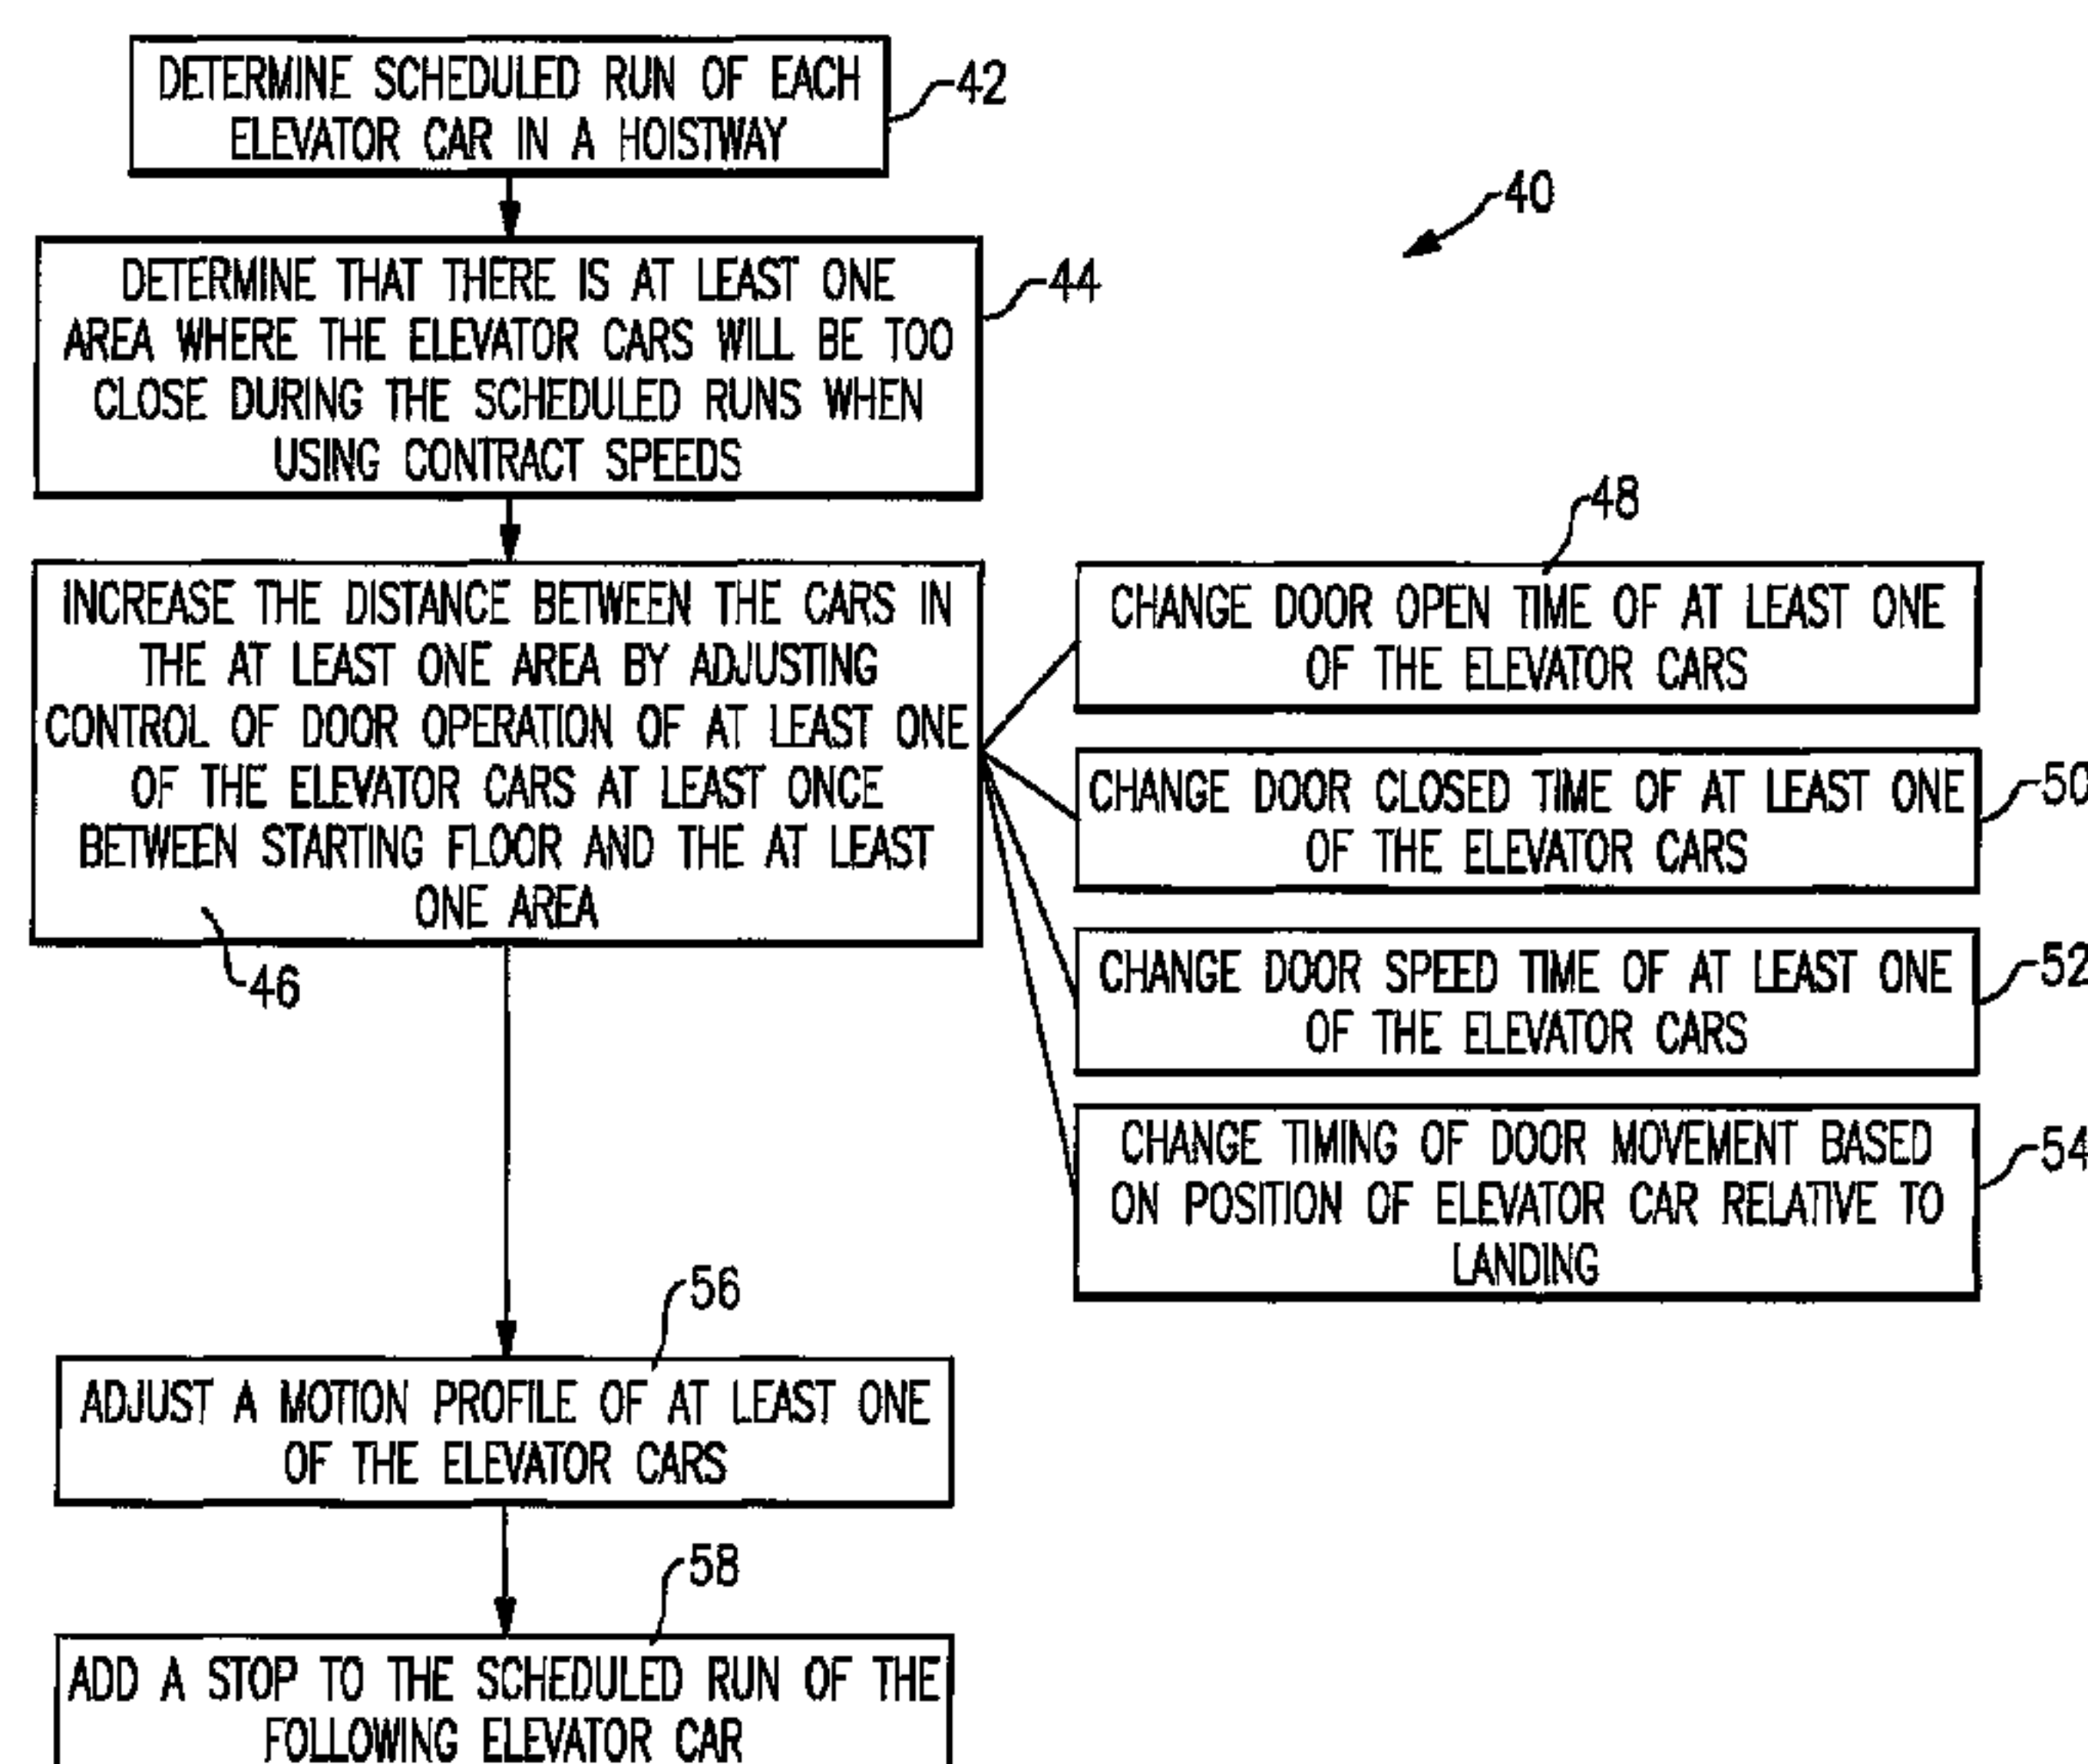 DETERMINE SCHEDULED RUN OF EACH
ELEVATOR CAR IN A HOISTWAY
42
40
DETERMINE THAT THERE IS AT LEAST ONE
AREA WHERE THE ELEVATOR CARS WILL BE TOO
CLOSE DURING THE SCHEDULED RUNS WHEN
USING CONTRACT SPEEDS
44
INCREASE THE DISTANCE BETWEEN THE CARS IN
THE AT LEAST ONE AREA BY ADJUSTING
CONTROL OF DOOR OPERATION OF AT LEAST ONE
OF THE ELEVATOR CARS AT LEAST ONCE
BETWEEN STARTING FLOOR AND THE AT LEAST
ONE AREA
46
48
CHANGE DOOR OPEN TIME OF AT LEAST ONE
OF THE ELEVATOR CARS
CHANGE DOOR CLOSED TIME OF AT LEAST ONE
OF THE ELEVATOR CARS
50
CHANGE DOOR SPEED TIME OF AT LEAST ONE
OF THE ELEVATOR CARS
52
CHANGE TIMING OF DOOR MOVEMENT BASED
ON POSITION OF ELEVATOR CAR RELATIVE TO
LANDING
54
56
ADJUST A MOTION PROFILE OF AT LEAST ONE
OF THE ELEVATOR CARS
58
ADD A STOP TO THE SCHEDULED RUN OF THE
FOLLOWING ELEVATOR CAR